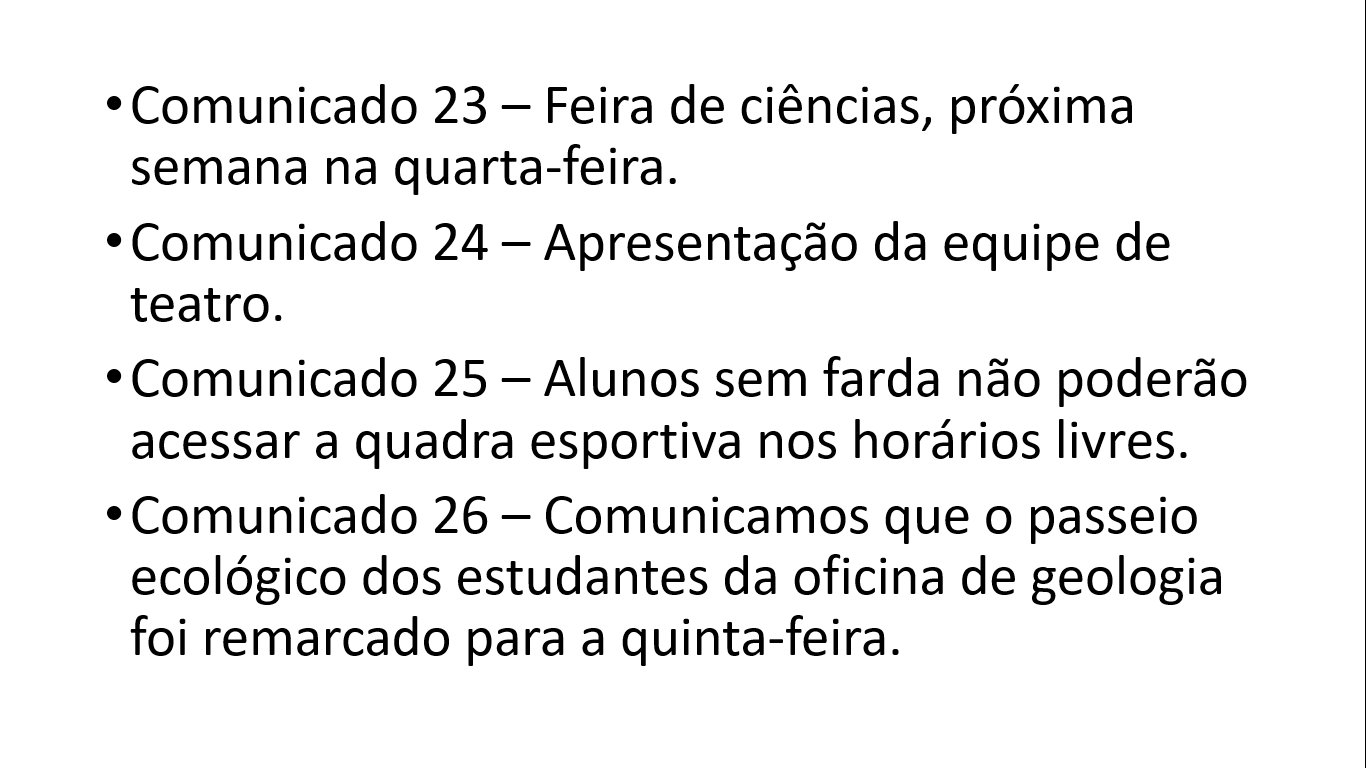 •Comunicado 23 – Feira de ciências, próxima
semana na quarta-feira.
•Comunicado 24 – Apresentação da equipe de
teatro.
•Comunicado 25 – Alunos sem farda não poderão
acessar a quadra esportiva nos horários livres.
•Comunicado 26 – Comunicamos que o passeio
ecológico dos estudantes da oficina de geologia
foi remarcado para a quinta-feira.